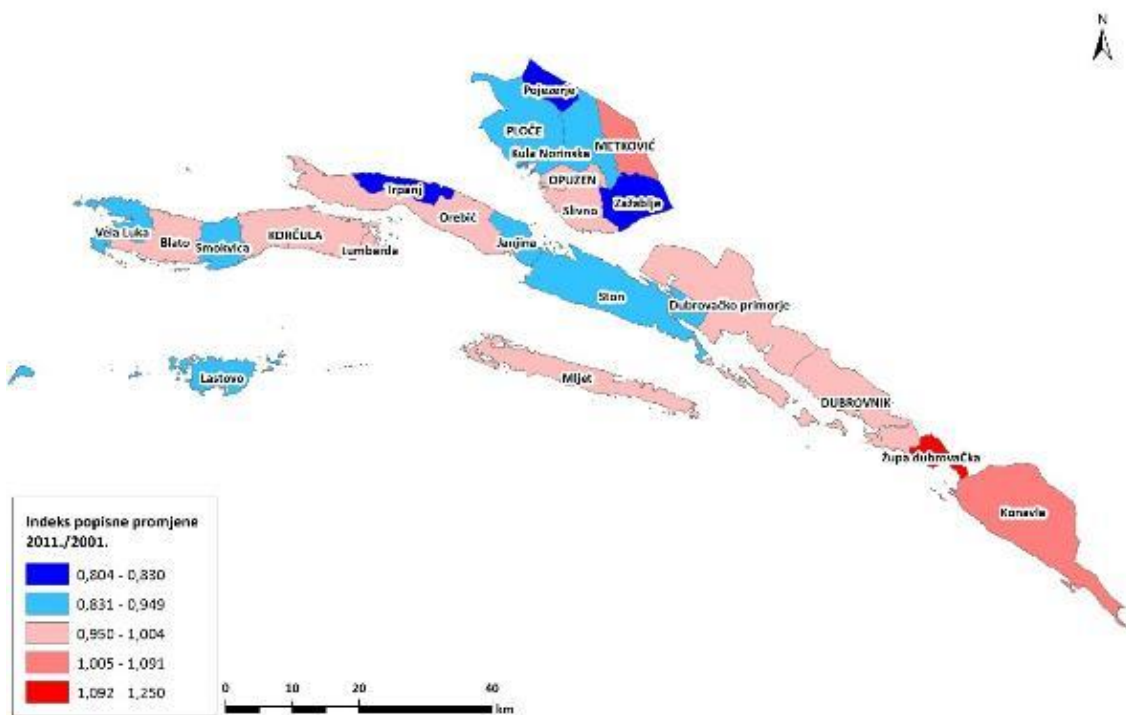 N
Pojezerje
PLOČE
Kula Norinska
METKOVIĆ
OPUZEN
Slivno
Zažablje
Trpanj
Orebić
Janjina
Vela Luka
Blato
Smokvica
KORČULA
Lumbarda
Ston
Dubrovačko primorje
Lastovo
Mljet
DUBROVNIK
Župa dubrovačka
Konavle
Indeks popisne promjene
2011./2001.
0,804 - 0,830
0,831 - 0,949
0,950 - 1,004
1,005 - 1,091
1,092 - 1,250
0 10 20 40
km